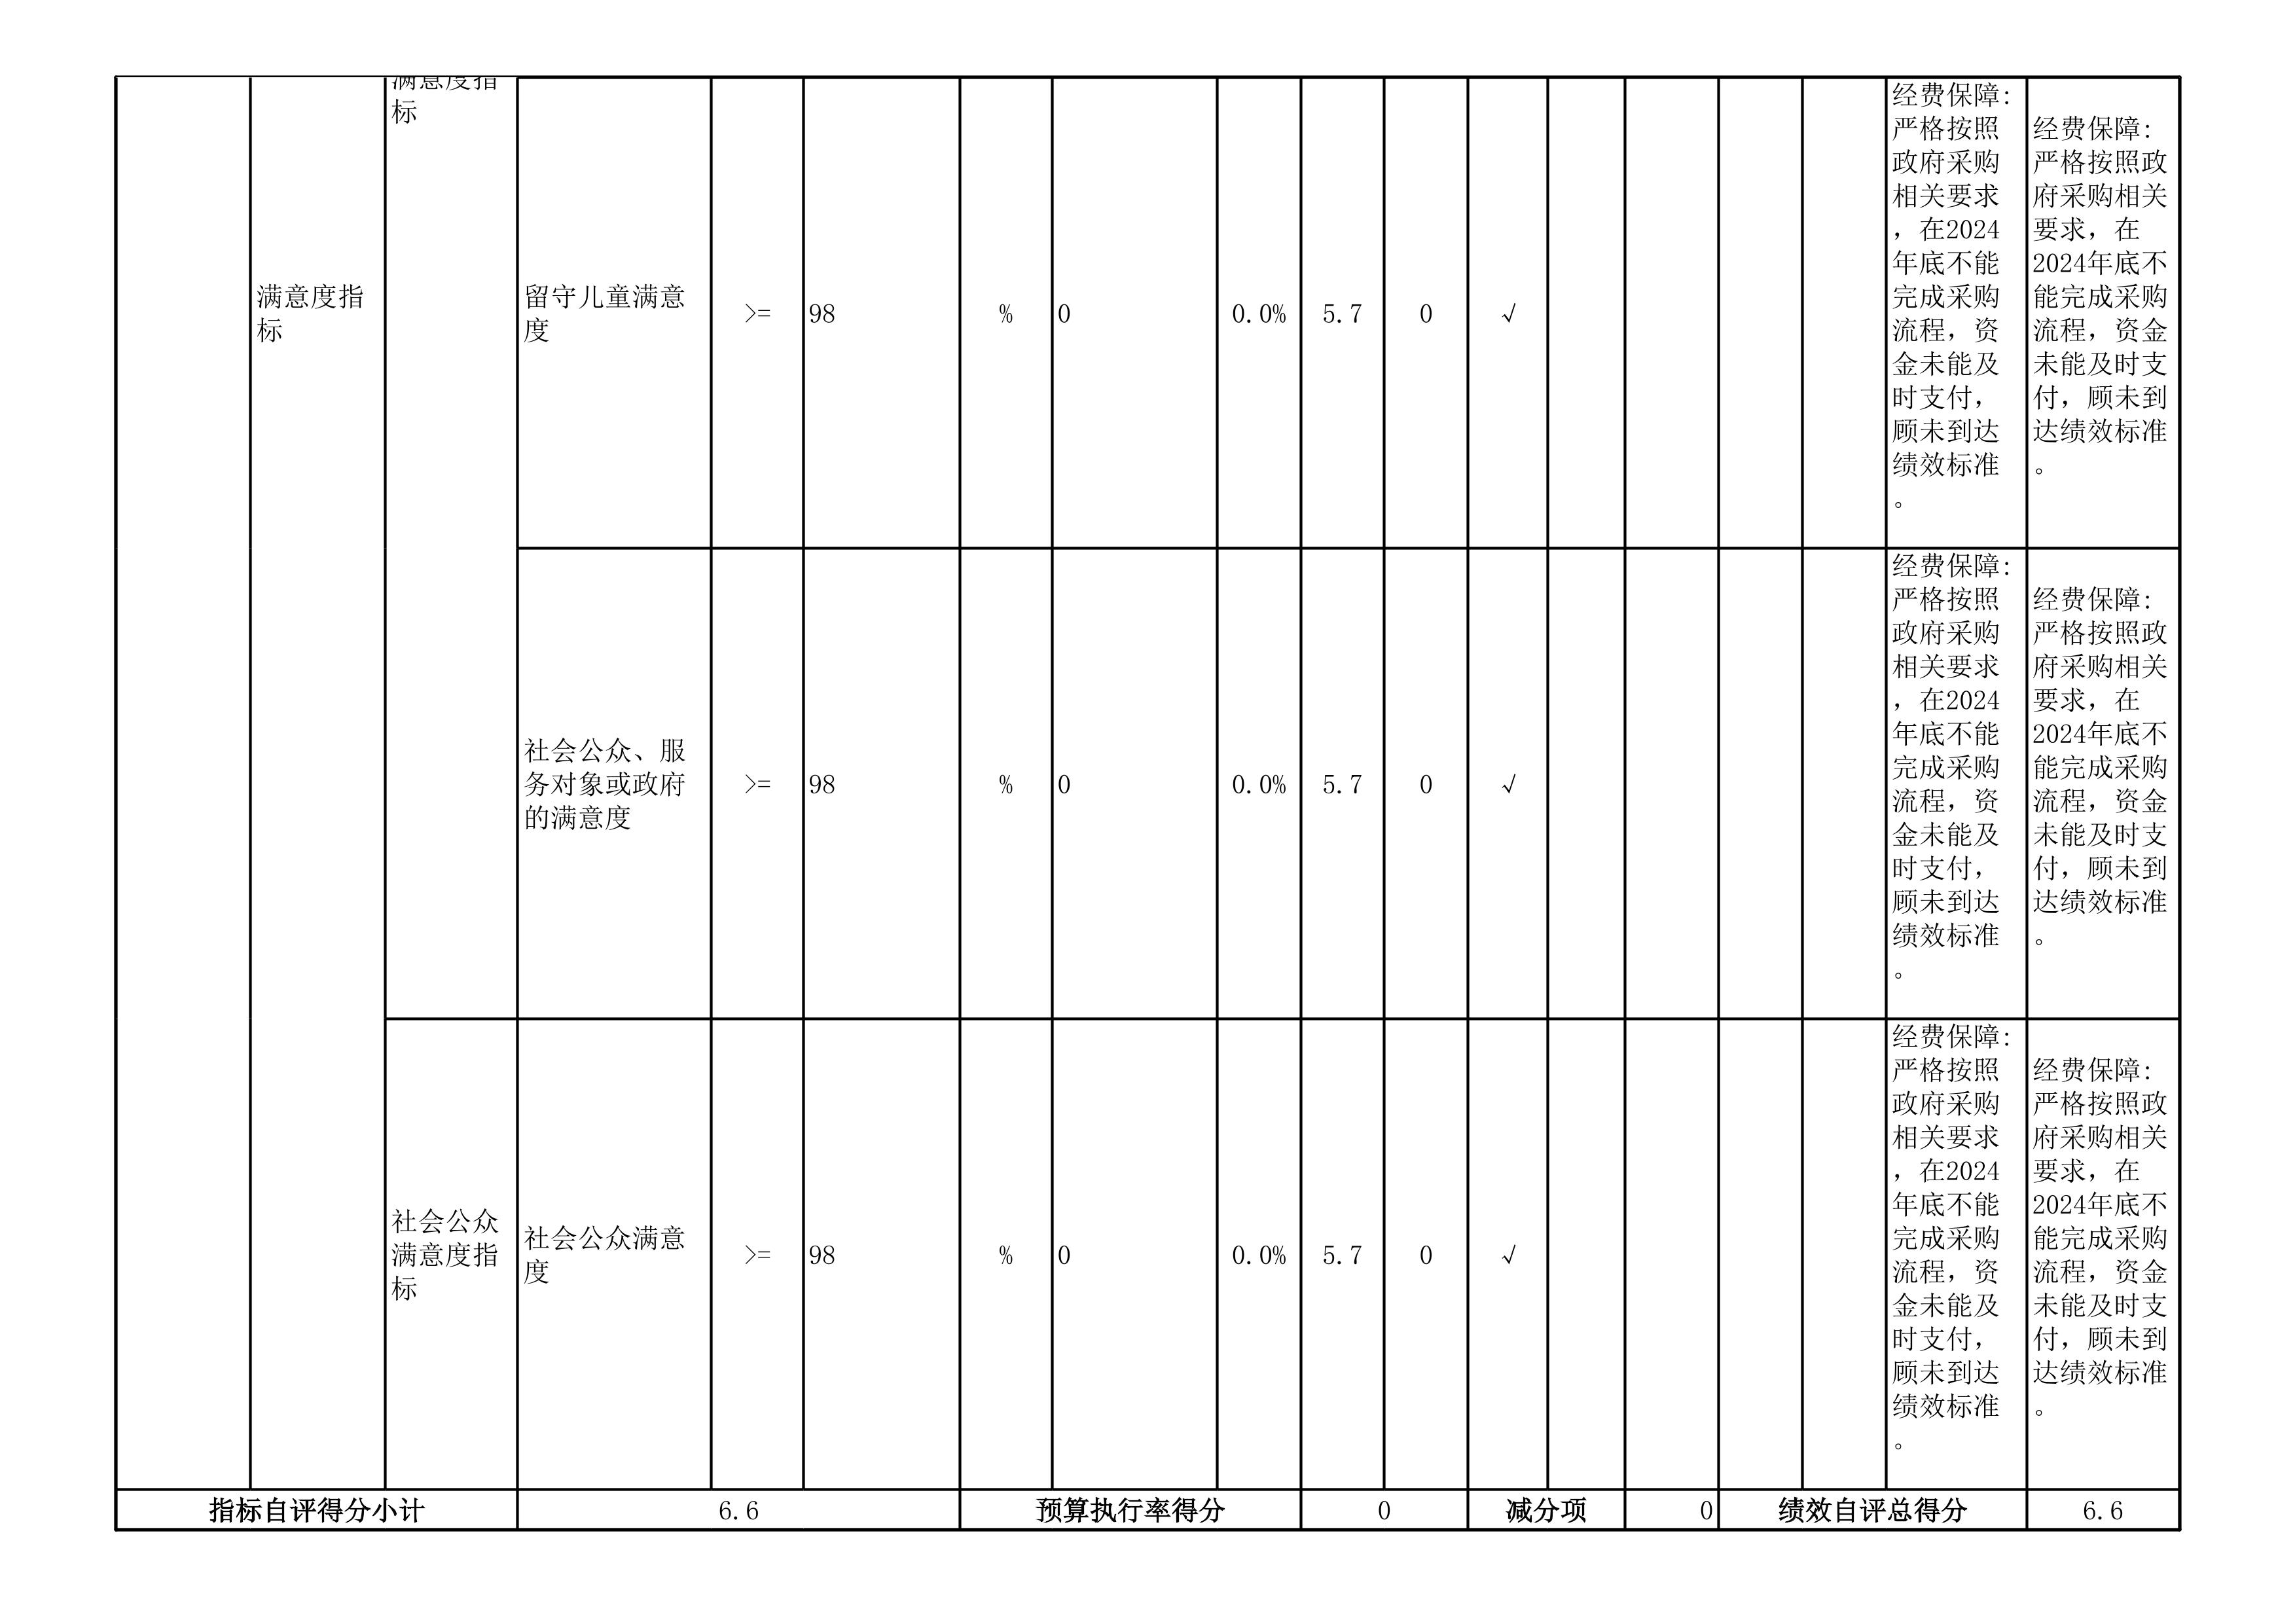 满意度指
标
满意度指
标
留守儿童满意
度
>=
98
%
0
0.0%
5.7
0
√
经费保障：
严格按照
政府采购
相关要求
，在2024
年底不能
完成采购
流程，资
金未能及
时支付，
顾未到达
绩效标准
。
经费保障：
严格按照政
府采购相关
要求，在
2024年底不
能完成采购
流程，资金
未能及时支
付，顾未到
达绩效标准
。
社会公众、服
务对象或政府
的满意度
>=
98
%
0
0.0%
5.7
0
√
经费保障：
严格按照
政府采购
相关要求
，在2024
年底不能
完成采购
流程，资
金未能及
时支付，
顾未到达
绩效标准
。
经费保障：
严格按照政
府采购相关
要求，在
2024年底不
能完成采购
流程，资金
未能及时支
付，顾未到
达绩效标准
。
社会公众
满意度指
标
社会公众满意
度
>=
98
%
0
0.0%
5.7
0
√
经费保障：
严格按照
政府采购
相关要求
，在2024
年底不能
完成采购
流程，资
金未能及
时支付，
顾未到达
绩效标准
。
经费保障：
严格按照政
府采购相关
要求，在
2024年底不
能完成采购
流程，资金
未能及时支
付，顾未到
达绩效标准
。
指标自评得分小计
6.6
预算执行率得分
0
减分项
0
绩效自评总得分
6.6